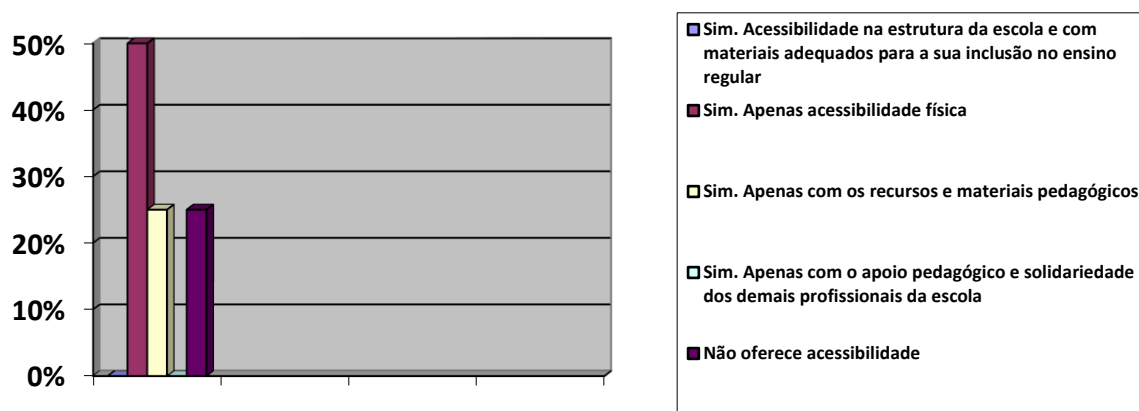 50%
40%
30%
20%
10%
0%
Sim. Acessibilidade na estrutura da escola e com
materiais adequados para a sua inclusão no ensino
regular
Sim. Apenas acessibilidade física
Sim. Apenas com os recursos e materiais pedagógicos
Sim. Apenas com o apoio pedagógico e solidariedade
dos demais profissionais da escola
Não oferece acessibilidade